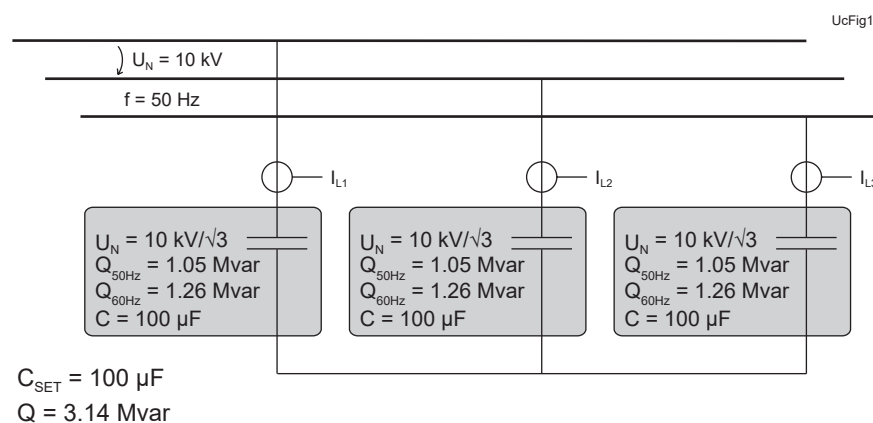 UcFig1
U_N = 10 kV
f = 50 Hz
I_L1
I_L2
I_L3
U_N = 10 kV/√3
Q_50Hz = 1.05 Mvar
Q_60Hz = 1.26 Mvar
C = 100 µF
U_N = 10 kV/√3
Q_50Hz = 1.05 Mvar
Q_60Hz = 1.26 Mvar
C = 100 µF
U_N = 10 kV/√3
Q_50Hz = 1.05 Mvar
Q_60Hz = 1.26 Mvar
C = 100 µF
C_SET = 100 µF
Q = 3.14 Mvar